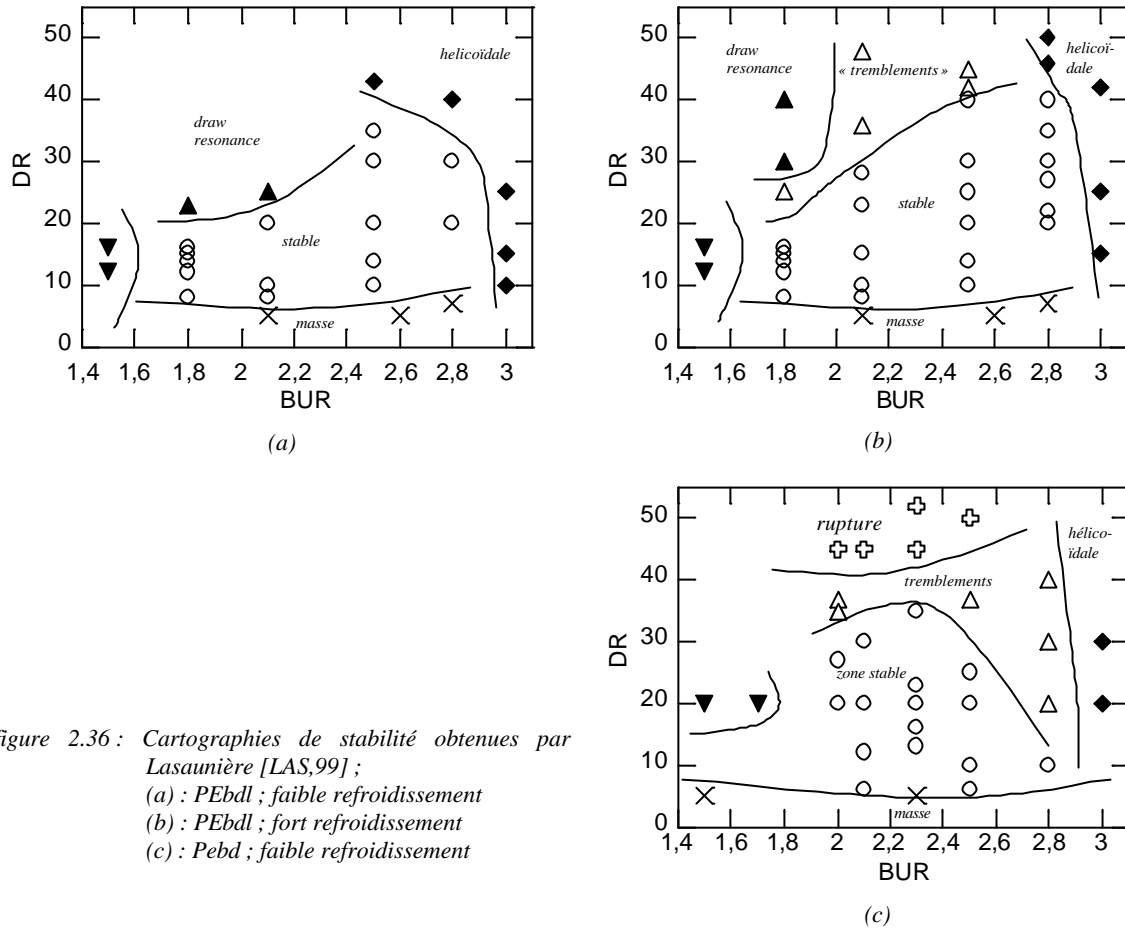 50
40
30
20
10
0
DR
helicoïdale
draw
resonance
stable
masse
1,4 1,6 1,8 2 2,2 2,4 2,6 2,8 3
BUR
(a)
50
40
30
20
10
0
DR
draw
resonance
« tremblements »
helicoï-
dale
stable
masse
1,4 1,6 1,8 2 2,2 2,4 2,6 2,8 3
BUR
(b)
50
40
30
20
10
0
DR
rupture
hélico-
ïdale
tremblements
zone stable
masse
1,4 1,6 1,8 2 2,2 2,4 2,6 2,8 3
BUR
(c)
igure 2.36 : Cartographies de stabilité obtenues par
Lasaunière [LAS,99] ;
(a) : PEbdl ; faible refroidissement
(b) : PEbdl ; fort refroidissement
(c) : Pebd ; faible refroidissement